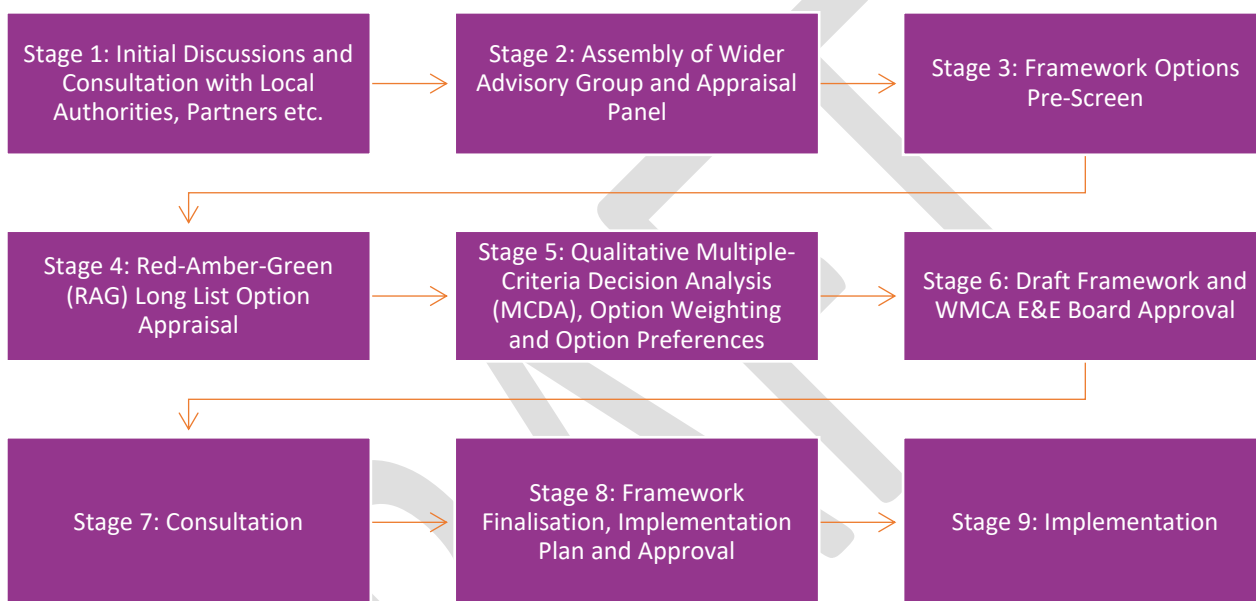 Stage 1: Initial Discussions and
Consultation with Local
Authorities, Partners etc.
Stage 2: Assembly of Wider
Advisory Group and Appraisal
Panel
Stage 3: Framework Options
Pre-Screen
Stage 4: Red-Amber-Green
(RAG) Long List Option
Appraisal
Stage 5: Qualitative Multiple-
Criteria Decision Analysis
(MCDA), Option Weighting
and Option Preferences
Stage 6: Draft Framework and
WMCA E&E Board Approval
Stage 7: Consultation
Stage 8: Framework
Finalisation, Implementation
Plan and Approval
Stage 9: Implementation